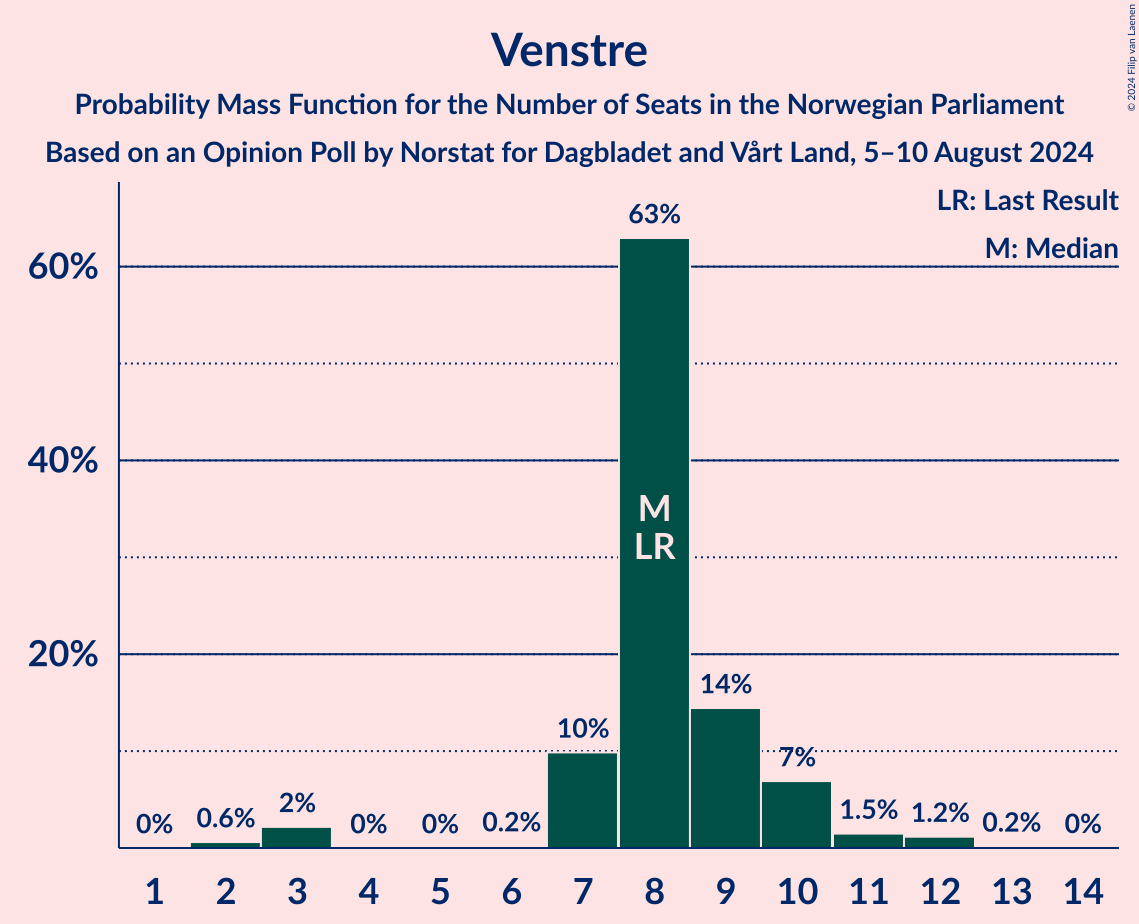 Venstre
Probability Mass Function for the Number of Seats in the Norwegian Parliament
Based on an Opinion Poll by Norstat for Dagbladet and Vårt Land, 5–10 August 2024
© 2024 Filip van Laenen
LR: Last Result
M: Median
60%
40%
20%
0%
0.6%
2%
0%
0%
0.2%
10%
63%
14%
7%
1.5%
1.2%
0.2%
0%
M
LR
1 2 3 4 5 6 7 8 9 10 11 12 13 14